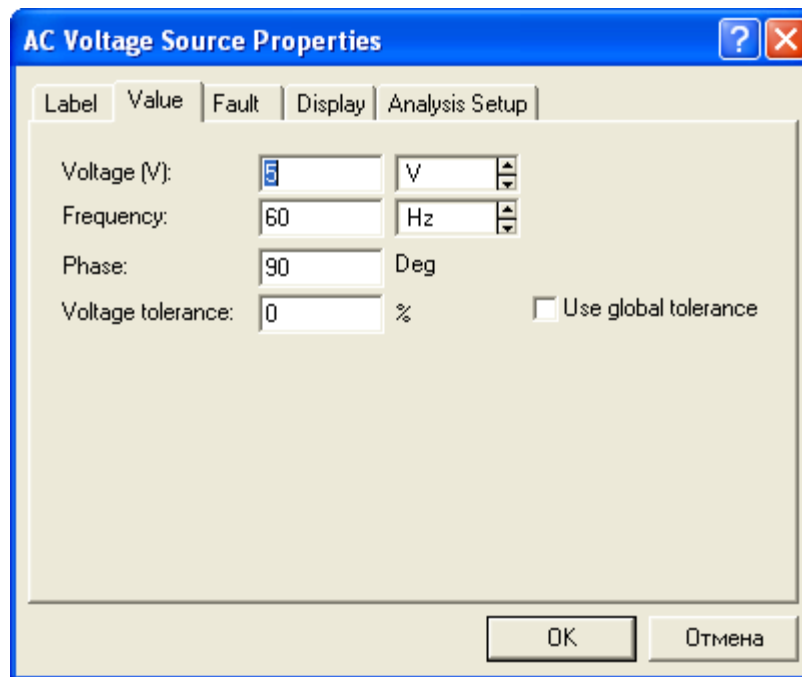 AC Voltage Source Properties
Label Value Fault Display Analysis Setup
Voltage (V): 5 V
Frequency: 60 Hz
Phase: 90 Deg
Voltage tolerance: 0 % Use global tolerance
OK Отмена